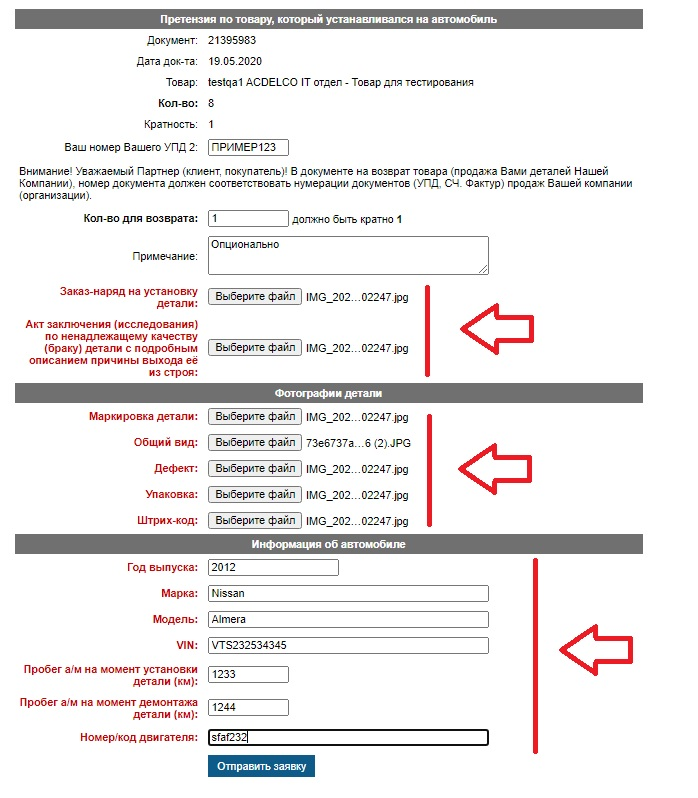 Претензия по товару, который устанавливался на автомобиль
Документ: 21395983
Дата док-та: 19.05.2020
Товар: testqa1 ACDELCO IT отдел - Товар для тестирования
Кол-во: 8
Кратность: 1
Ваш номер Вашего УПД 2: ПРИМЕР123
Внимание! Уважаемый Партнер (клиент, покупатель)! В документе на возврат товара (продажа Вами деталей Нашей
Компании), номер документа должен соответствовать нумерации документов (УПД, СЧ. Фактур) продаж Вашей компании
(организации).
Кол-во для возврата: 1 должно быть кратно 1
Примечание: Опционально
Заказ-наряд на установку
детали: Выберите файл IMG_202…02247.jpg
Акт заключения (исследования)
по ненадлежащему качеству
(браку) детали с подробным
описанием причины выхода её
из строя: Выберите файл IMG_202…02247.jpg
Фотографии детали
Маркировка детали: Выберите файл IMG_202…02247.jpg
Общий вид: Выберите файл 73e6737a…6 (2).JPG
Дефект: Выберите файл IMG_202…02247.jpg
Упаковка: Выберите файл IMG_202…02247.jpg
Штрих-код: Выберите файл IMG_202…02247.jpg
Информация об автомобиле
Год выпуска: 2012
Марка: Nissan
Модель: Almera
VIN: VTS232534345
Пробег а/м на момент установки
детали (км): 1233
Пробег а/м на момент демонтажа
детали (км): 1244
Номер/код двигателя: sfaf232
Отправить заявку